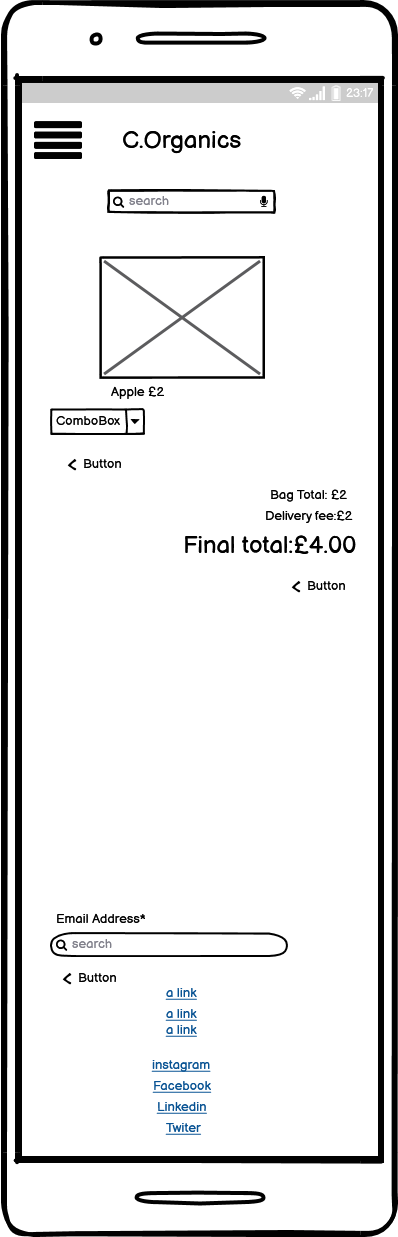 23:17
C.Organics
search
Apple £2
ComboBox
Button
Bag Total: £2
Delivery fee:£2
Final total:£4.00
Button
Email Address*
search
Button
a link
a link
a link
instagram
Facebook
Linkedin
Twiter